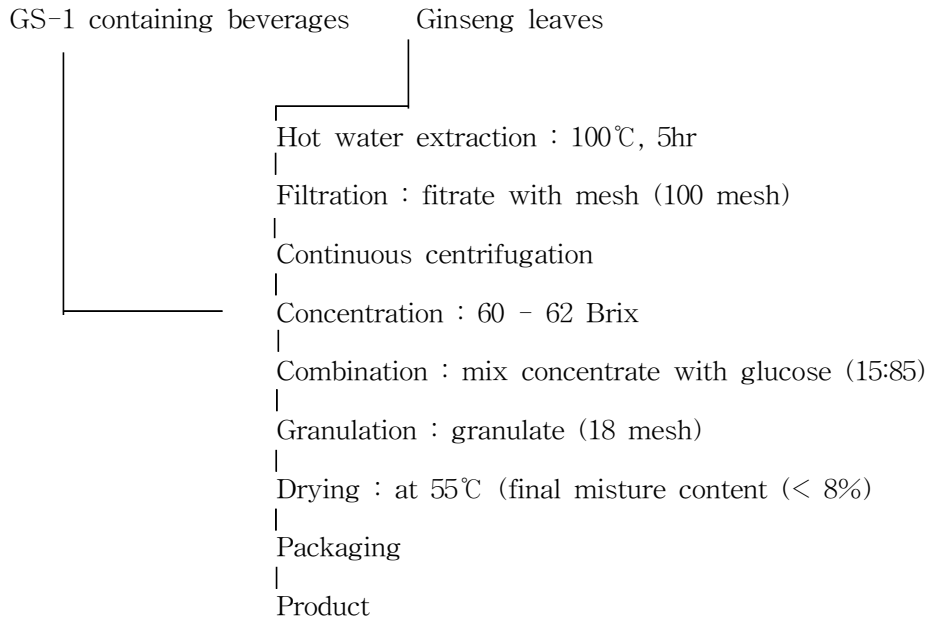 GS-1 containing beverages Ginseng leaves
Hot water extraction : 100℃, 5hr
Filtration : fitrate with mesh (100 mesh)
Continuous centrifugation
Concentration : 60 - 62 Brix
Combination : mix concentrate with glucose (15:85)
Granulation : granulate (18 mesh)
Drying : at 55℃ (final misture content (< 8%)
Packaging
Product